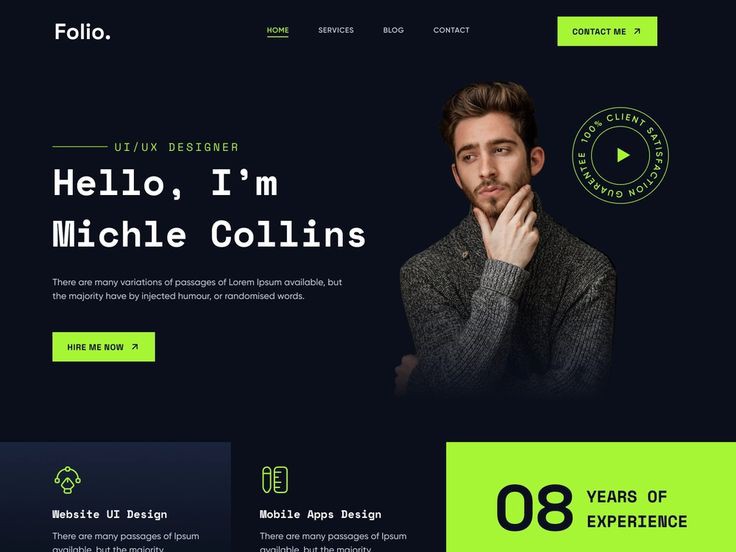 Folio.
HOME
SERVICES
BLOG
CONTACT
CONTACT ME
UI/UX DESIGNER
100% CLIENT SATISFACTION GUARENTEE
Hello, I'm
Michle Collins
There are many variations of passages of Lorem Ipsum available, but
the majority have by injected humour, or randomised words.
HIRE ME NOW
Website UI Design
There are many passages of Ipsum
available, but the majority
Mobile Apps Design
There are many passages of Ipsum
available, but the majority
08
YEARS OF
EXPERIENCE